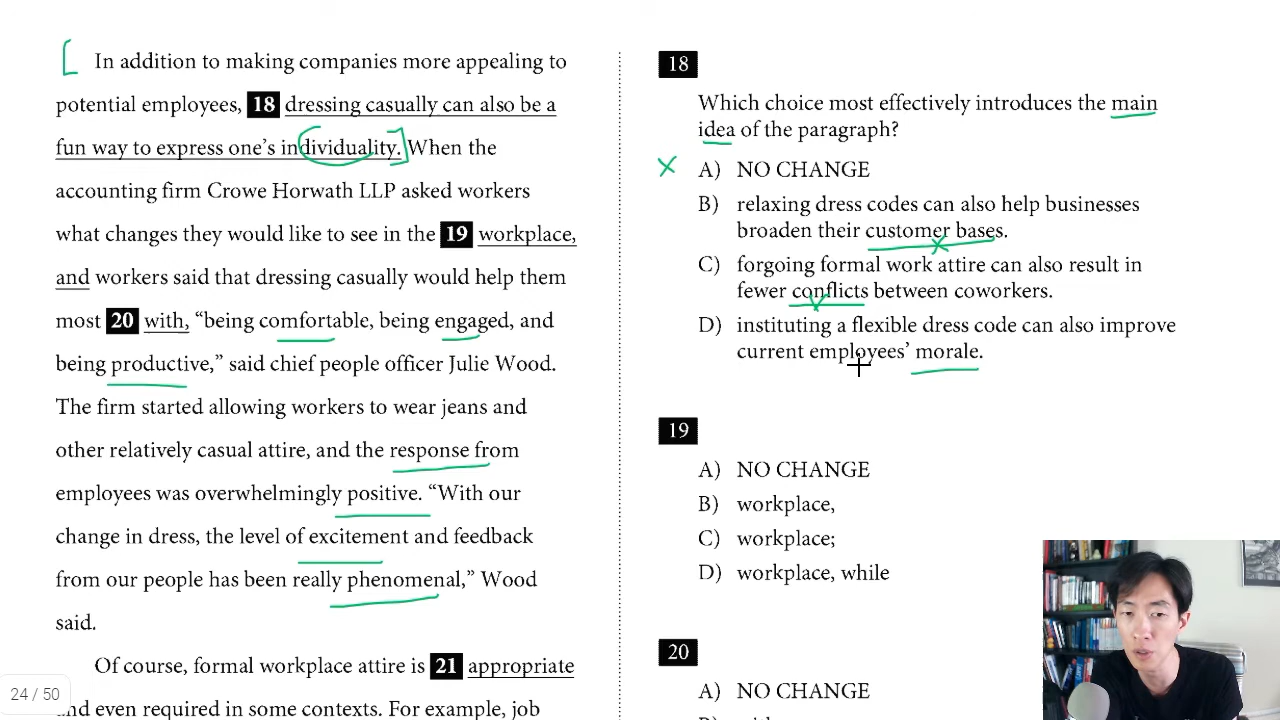 In addition to making companies more appealing to
potential employees, 18 dressing casually can also be a
fun way to express one's individuality. When the
accounting firm Crowe Horwath LLP asked workers
what changes they would like to see in the 19 workplace,
and workers said that dressing casually would help them
most 20 with, “being comfortable, being engaged, and
being productive,” said chief people officer Julie Wood.
The firm started allowing workers to wear jeans and
other relatively casual attire, and the response from
employees was overwhelmingly positive. “With our
change in dress, the level of excitement and feedback
from our people has been really phenomenal,” Wood
said.
Of course, formal workplace attire is 21 appropriate
and even required in some contexts. For example, job
24 / 50
18
Which choice most effectively introduces the main
idea of the paragraph?
A) NO CHANGE
B) relaxing dress codes can also help businesses
broaden their customer bases.
C) forgoing formal work attire can also result in
fewer conflicts between coworkers.
D) instituting a flexible dress code can also improve
current employees’ morale.
19
A) NO CHANGE
B) workplace,
C) workplace;
D) workplace, while
20
A) NO CHANGE